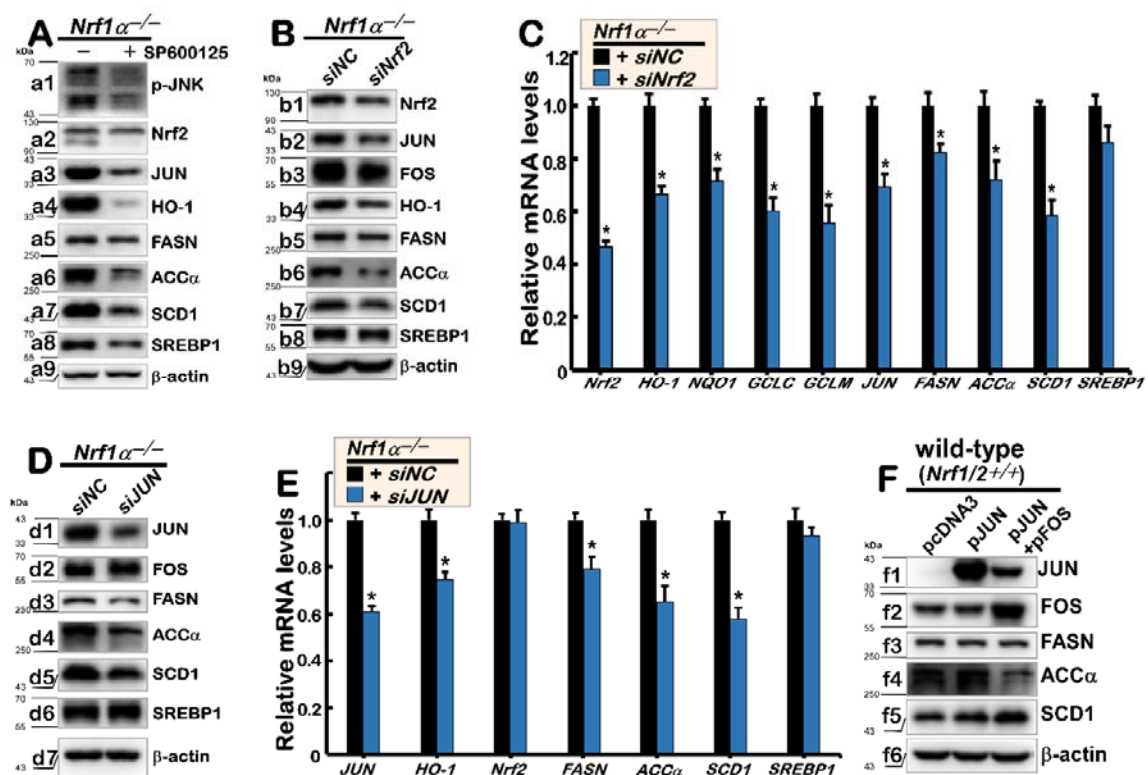 A
Nrf1α−/−
kDa
− + SP600125
70
a1 p-JNK
43
130
a2 Nrf2
90
43
a3 JUN
33
a4 HO-1
33
a5 FASN
250
a6 ACCα
250
a7 SCD1
43
70
a8 SREBP1
55
a9 β-actin
43
B
Nrf1α−/−
kDa
siNC siNrf2
130
b1 Nrf2
90
43
b2 JUN
33
70
b3 FOS
55
b4 HO-1
33
b5 FASN
250
b6 ACCα
250
b7 SCD1
43
70
b8 SREBP1
55
b9 β-actin
43
C
Nrf1α−/−
+ siNC
+ siNrf2
Relative mRNA levels
1.2
1.0
0.8
0.6
0.4
0.2
0
* * * * * * * * *
Nrf2 HO-1 NQO1 GCLC GCLM JUN FASN ACCα SCD1 SREBP1
D
Nrf1α−/−
kDa
siNC siJUN
43
d1 JUN
33
70
d2 FOS
55
d3 FASN
250
d4 ACCα
250
d5 SCD1
43
70
d6 SREBP1
55
d7 β-actin
43
E
Nrf1α−/−
+ siNC
+ siJUN
Relative mRNA levels
1.0
0.8
0.6
0.4
0.2
0
* * * * *
JUN HO-1 Nrf2 FASN ACCα SCD1 SREBP1
F
wild-type
(Nrf1/2+/+)
kDa
pcDNA3 pJUN pJUN
+pFOS
43
f1 JUN
33
70
f2 FOS
55
f3 FASN
250
f4 ACCα
250
f5 SCD1
43
f6 β-actin
43